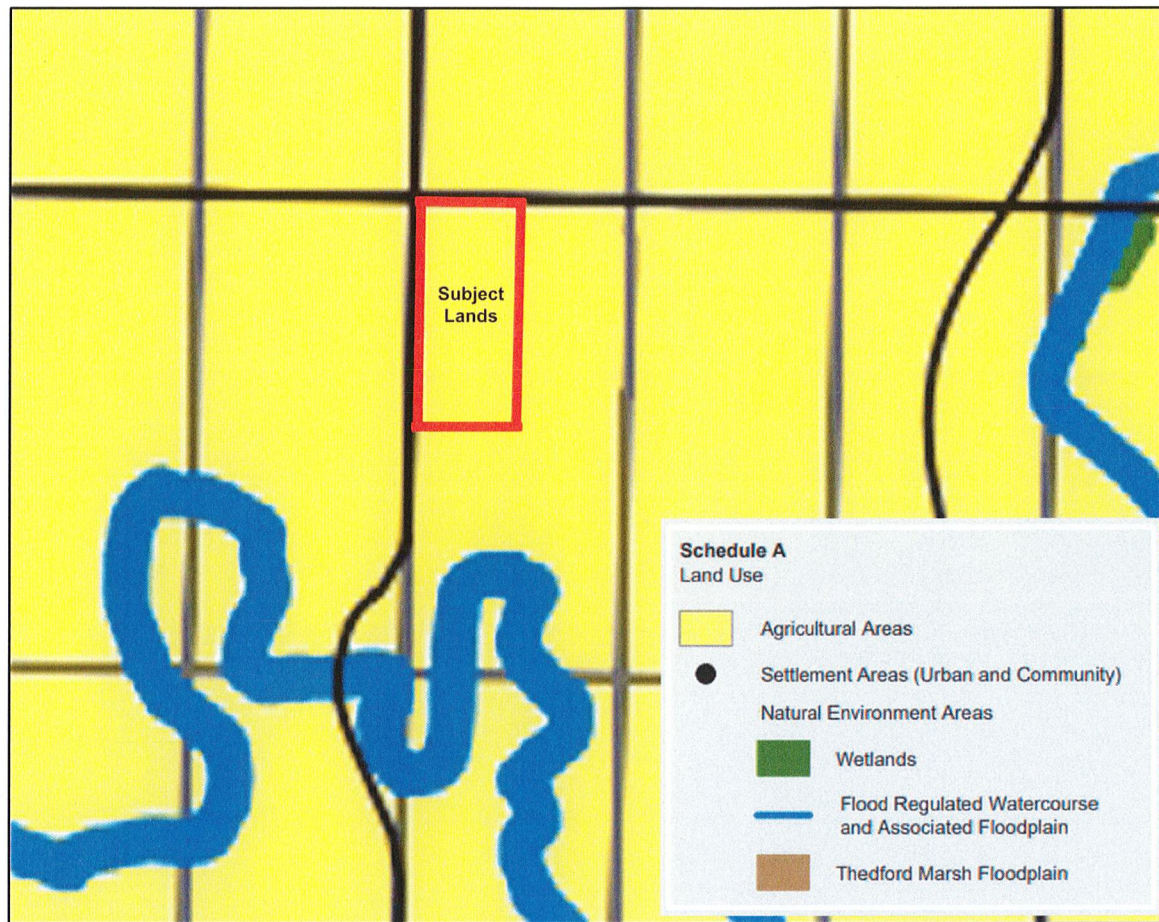 Subject
Lands
Schedule A
Land Use
Agricultural Areas
Settlement Areas (Urban and Community)
Natural Environment Areas
Wetlands
Flood Regulated Watercourse
and Associated Floodplain
Thedford Marsh Floodplain